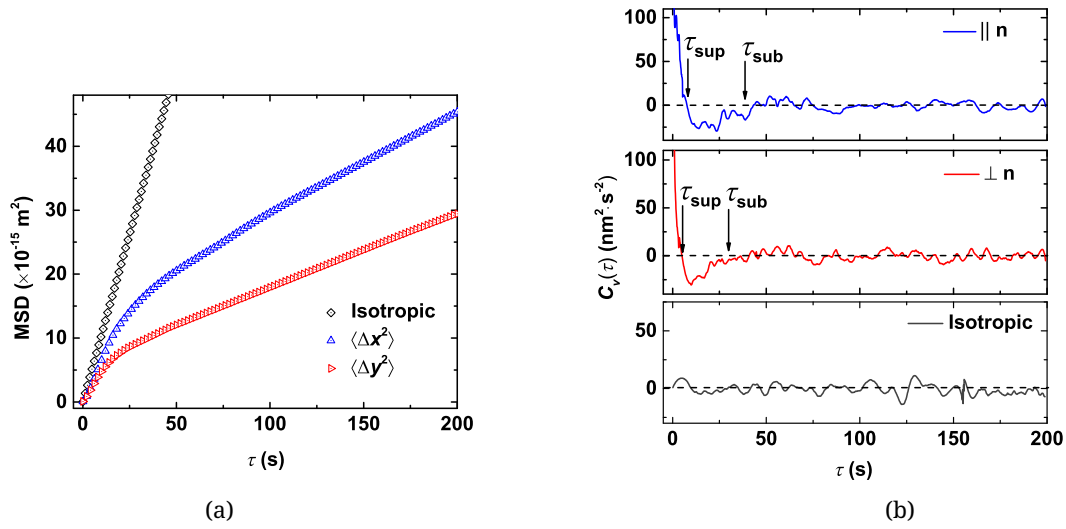 MSD (×10⁻¹⁵ m²)
40
30
20
10
0
Isotropic
⟨Δx²⟩
⟨Δy²⟩
0 50 100 150 200
τ (s)
(a)
Cᵥ(τ) (nm²·s⁻²)
100
50
0
τsup
τsub
|| n
100
50
0
τsup
τsub
⊥ n
50
0
Isotropic
0 50 100 150 200
τ (s)
(b)